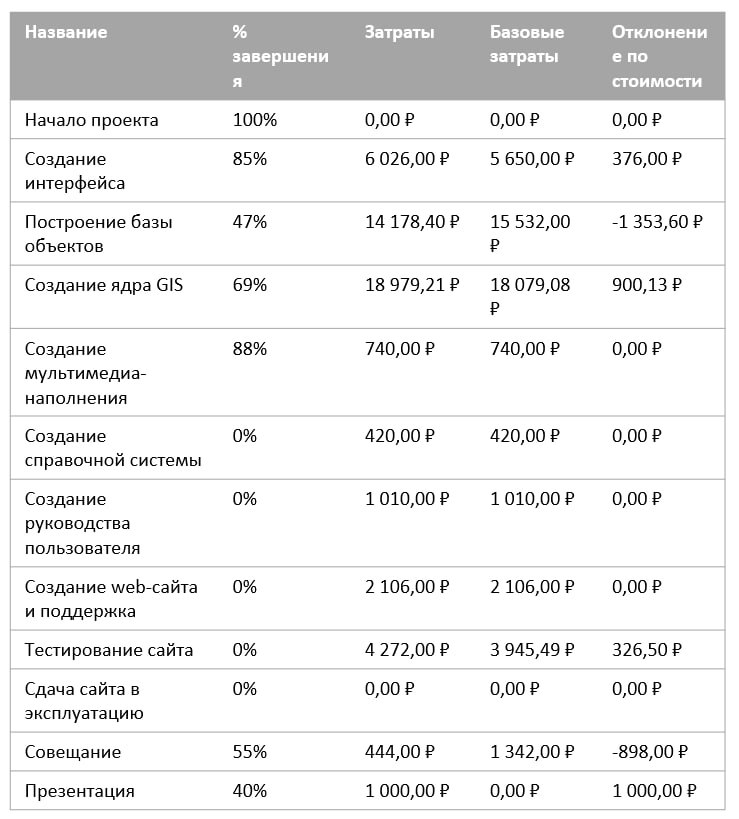 Название % Затраты Базовые Отклонени
завершени затраты е по
я стоимости
Начало проекта 100% 0,00 ₽ 0,00 ₽ 0,00 ₽
Создание 85% 6 026,00 ₽ 5 650,00 ₽ 376,00 ₽
интерфейса
Построение базы 47% 14 178,40 ₽ 15 532,00 -1 353,60 ₽
объектов ₽
Создание ядра GIS 69% 18 979,21 ₽ 18 079,08 900,13 ₽
₽
Создание 88% 740,00 ₽ 740,00 ₽ 0,00 ₽
мультимедиа-
наполнения
Создание 0% 420,00 ₽ 420,00 ₽ 0,00 ₽
справочной системы
Создание 0% 1 010,00 ₽ 1 010,00 ₽ 0,00 ₽
руководства
пользователя
Создание web-сайта 0% 2 106,00 ₽ 2 106,00 ₽ 0,00 ₽
и поддержка
Тестирование сайта 0% 4 272,00 ₽ 3 945,49 ₽ 326,50 ₽
Сдача сайта в 0% 0,00 ₽ 0,00 ₽ 0,00 ₽
эксплуатацию
Совещание 55% 444,00 ₽ 1 342,00 ₽ -898,00 ₽
Презентация 40% 1 000,00 ₽ 0,00 ₽ 1 000,00 ₽